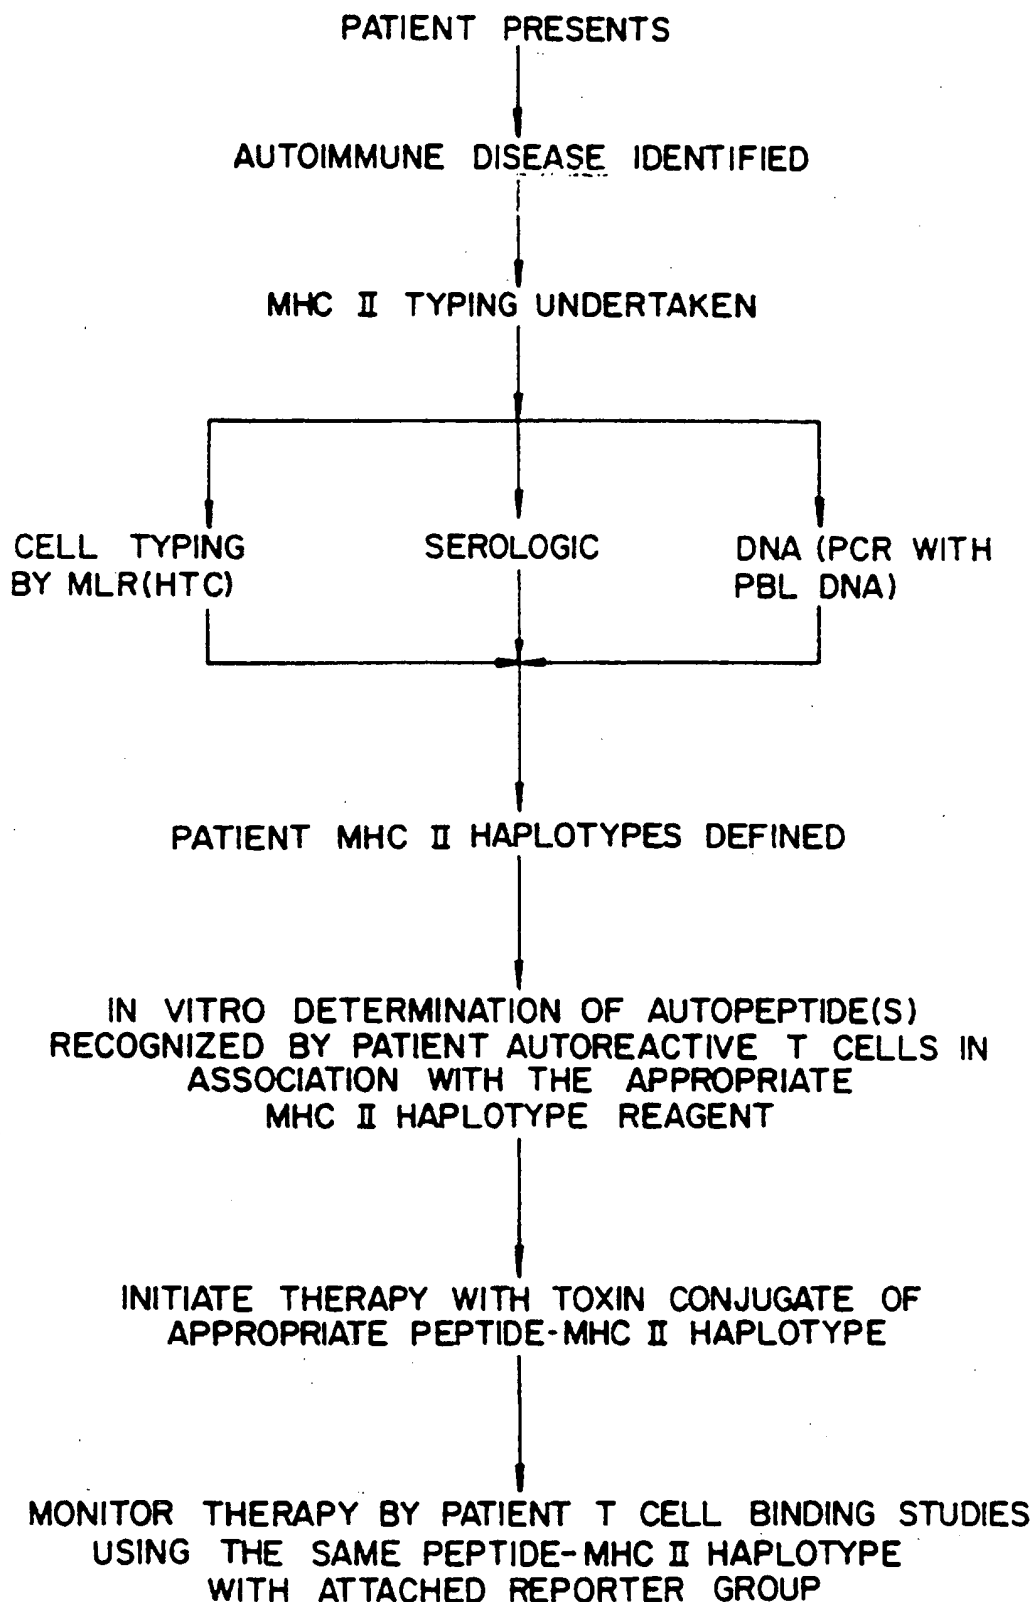 PATIENT PRESENTS
AUTOIMMUNE DISEASE IDENTIFIED
MHC II TYPING UNDERTAKEN
CELL TYPING
BY MLR(HTC)
SEROLOGIC
DNA (PCR WITH
PBL DNA)
PATIENT MHC II HAPLOTYPES DEFINED
IN VITRO DETERMINATION OF AUTOPEPTIDE(S)
RECOGNIZED BY PATIENT AUTOREACTIVE T CELLS IN
ASSOCIATION WITH THE APPROPRIATE
MHC II HAPLOTYPE REAGENT
INITIATE THERAPY WITH TOXIN CONJUGATE OF
APPROPRIATE PEPTIDE-MHC II HAPLOTYPE
MONITOR THERAPY BY PATIENT T CELL BINDING STUDIES
USING THE SAME PEPTIDE-MHC II HAPLOTYPE
WITH ATTACHED REPORTER GROUP